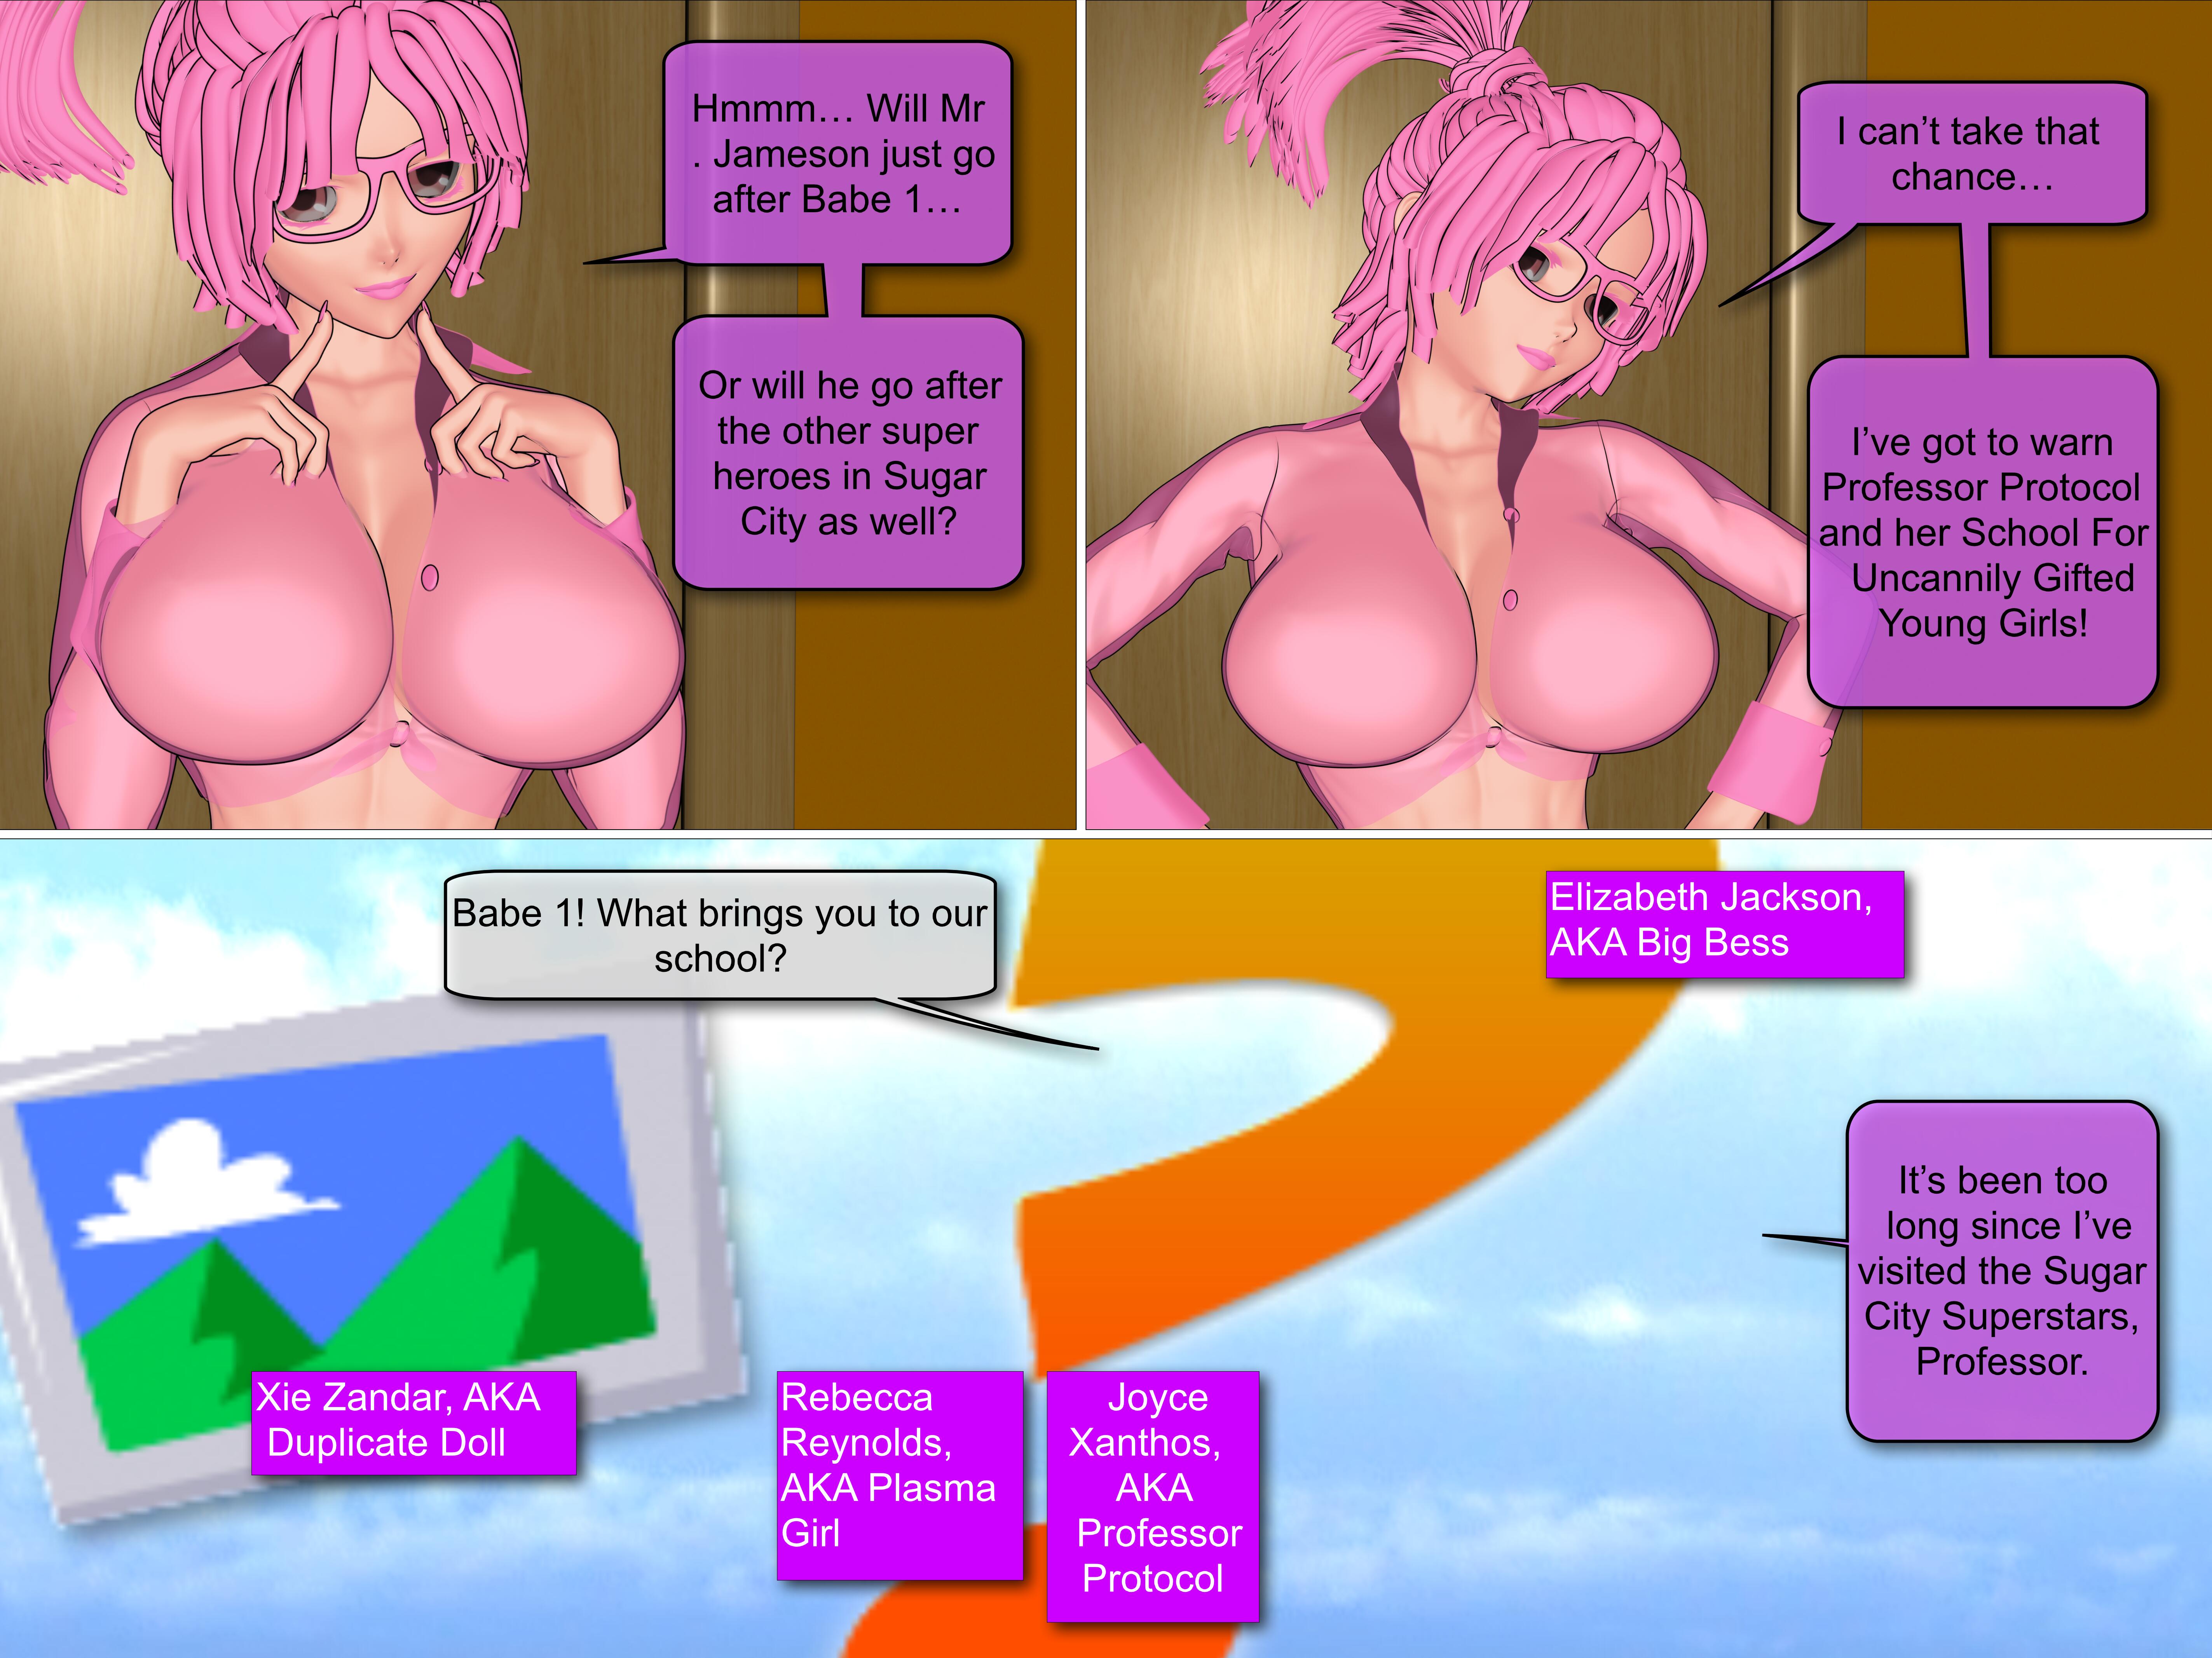 Hmmm... Will Mr
. Jameson just go
after Babe 1...
Or will he go after
the other super
heroes in Sugar
City as well?
I can't take that
chance...
I've got to warn
Professor Protocol
and her School For
Uncannily Gifted
Young Girls!
Babe 1! What brings you to our
school?
Elizabeth Jackson,
AKA Big Bess
It's been too
long since I've
visited the Sugar
City Superstars,
Professor.
Xie Zandar, AKA
Duplicate Doll
Rebecca
Reynolds,
AKA Plasma
Girl
Joyce
Xanthos,
AKA
Professor
Protocol